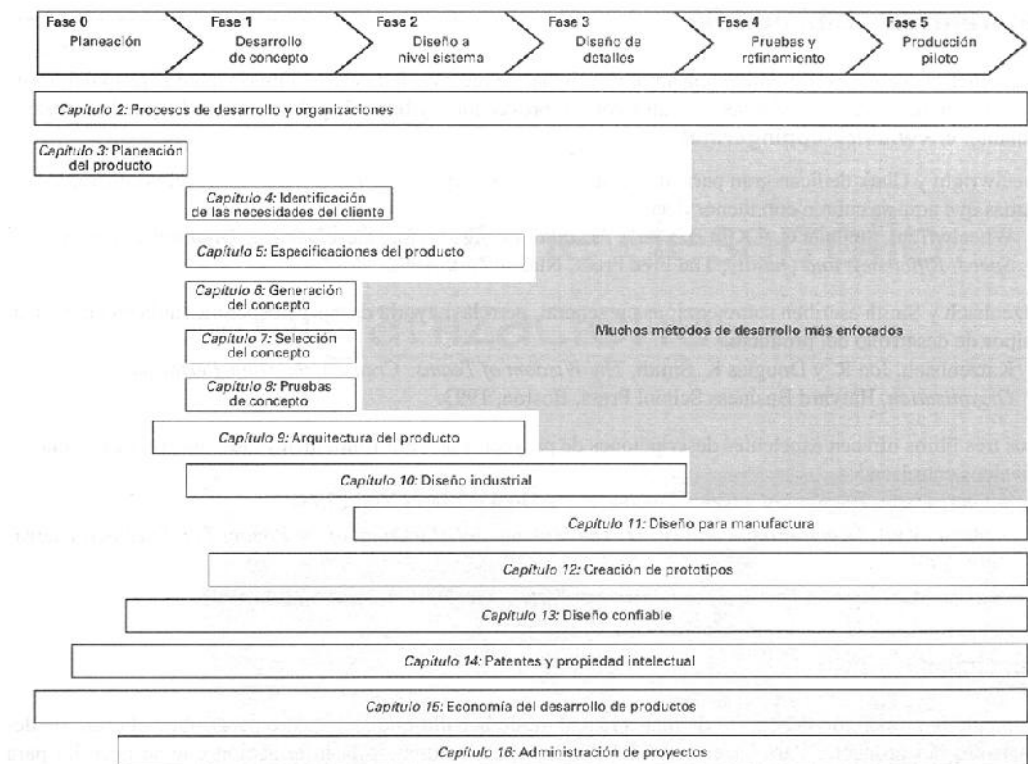 Fase 0
Planeación
Fase 1
Desarrollo
de concepto
Fase 2
Diseño a
nivel sistema
Fase 3
Diseño de
detalles
Fase 4
Pruebas y
refinamiento
Fase 5
Producción
piloto
Capítulo 2: Procesos de desarrollo y organizaciones
Capítulo 3: Planeación
del producto
Capítulo 4: Identificación
de las necesidades del cliente
Capítulo 5: Especificaciones del producto
Capítulo 6: Generación
del concepto
Capítulo 7: Selección
del concepto
Muchos métodos de desarrollo más enfocados
Capítulo 8: Pruebas
de concepto
Capítulo 9: Arquitectura del producto
Capítulo 10: Diseño industrial
Capítulo 11: Diseño para manufactura
Capítulo 12: Creación de prototipos
Capítulo 13: Diseño confiable
Capítulo 14: Patentes y propiedad intelectual
Capítulo 15: Economía del desarrollo de productos
Capítulo 16: Administración de proyectos